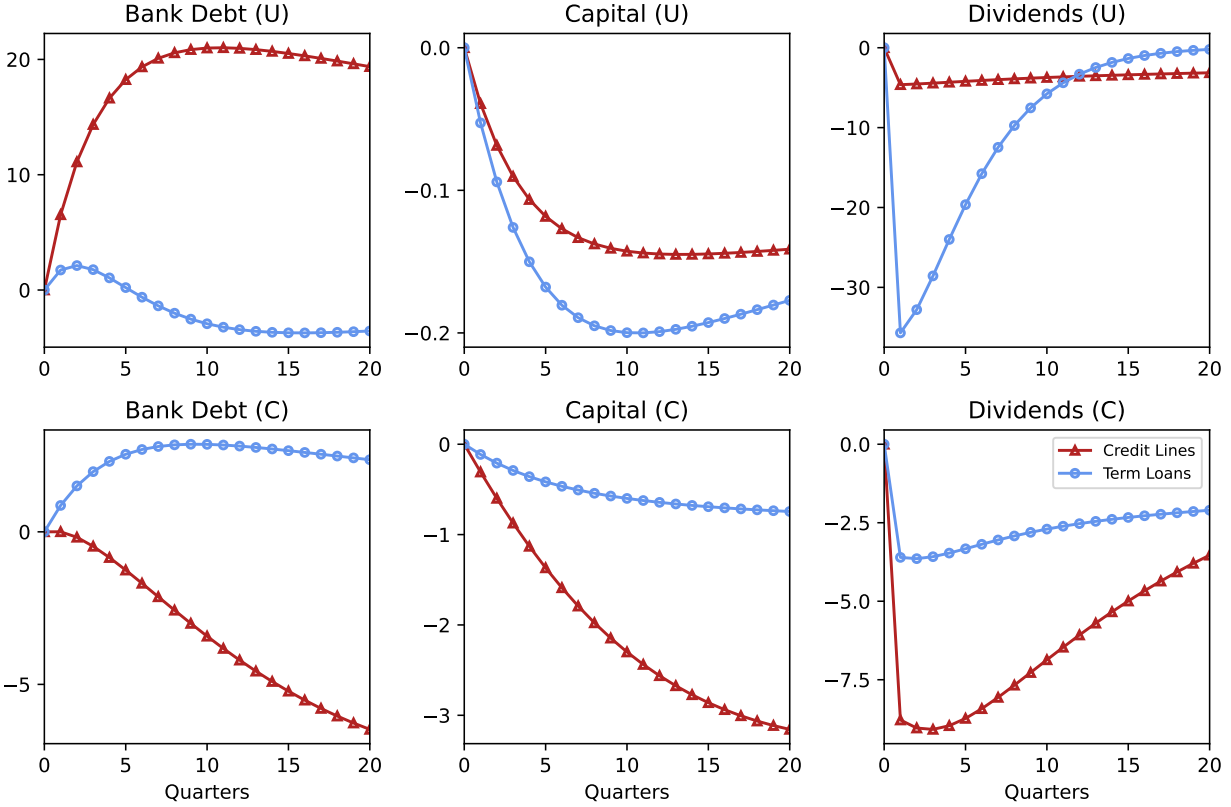 Bank Debt (U)
20
10
0
0 5 10 15 20
Capital (U)
0.0
−0.1
−0.2
0 5 10 15 20
Dividends (U)
0
−10
−20
−30
0 5 10 15 20
Bank Debt (C)
0
−5
0 5 10 15 20
Quarters
Capital (C)
0
−1
−2
−3
0 5 10 15 20
Quarters
Dividends (C)
0.0
−2.5
−5.0
−7.5
Credit Lines
Term Loans
0 5 10 15 20
Quarters